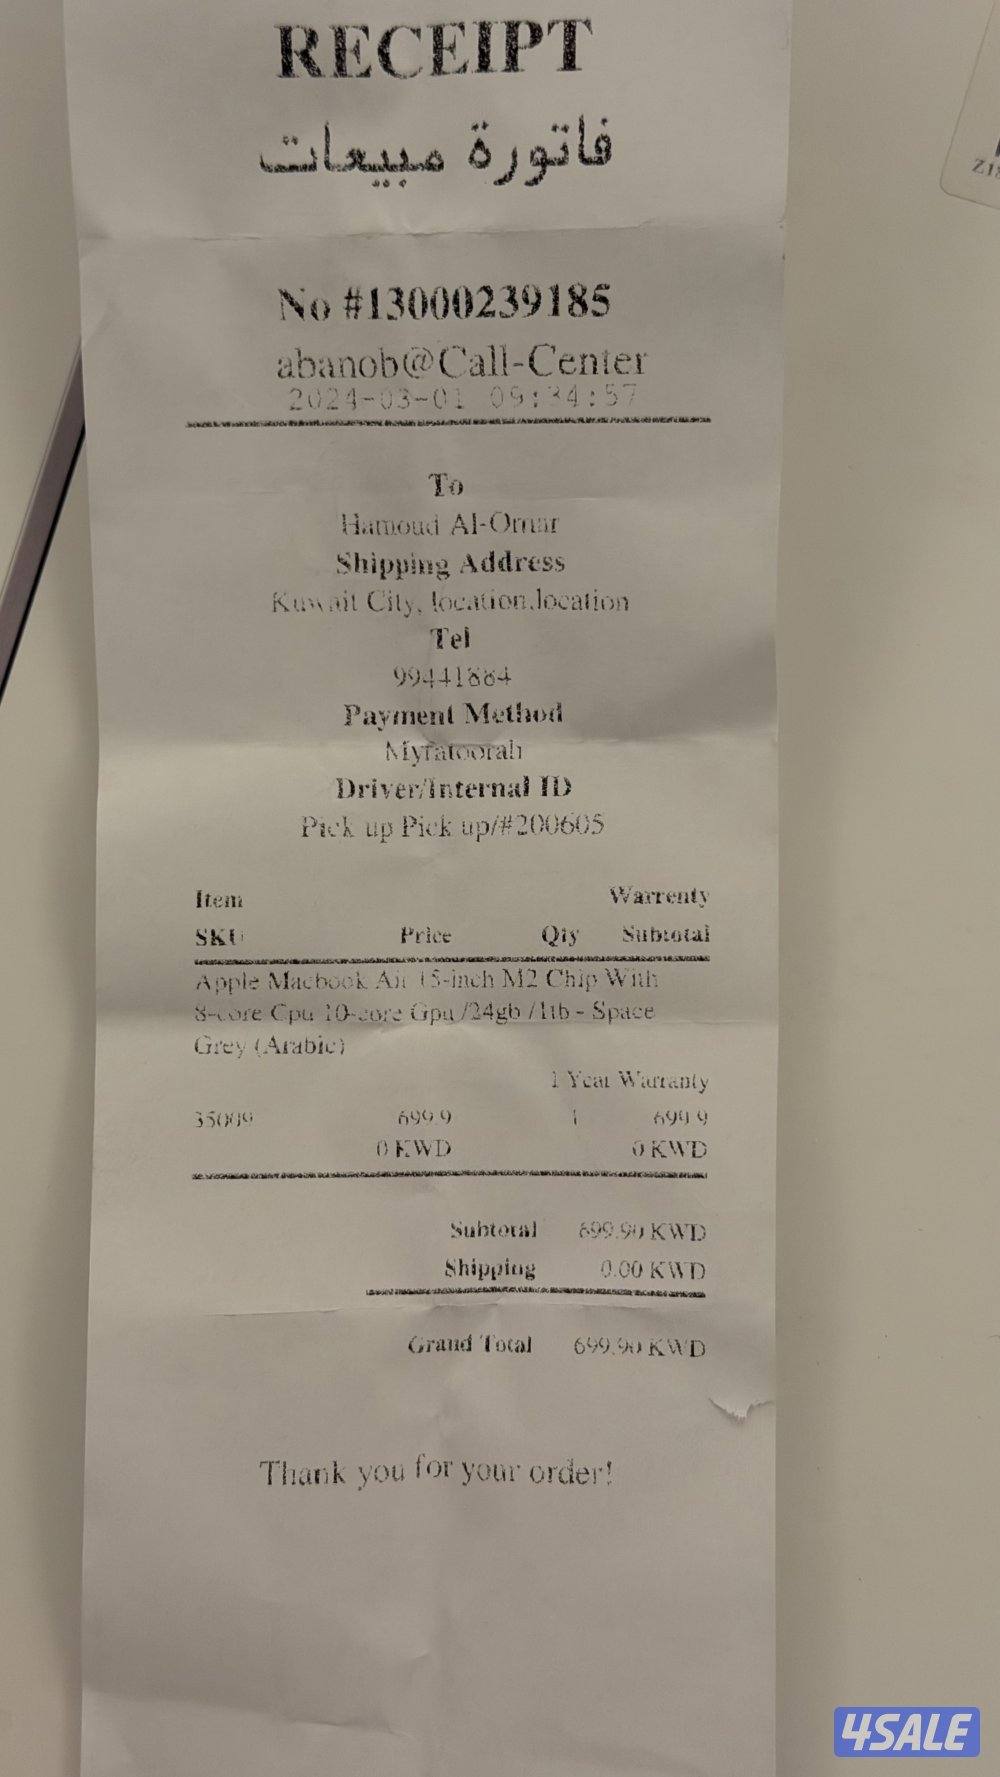 RECEIPT
فاتورة مبيعات
No #13000239185
abanob@Call-Center
2024-03-01 09:34:57
To
Hamoud Al-Omar
Shipping Address
Kuwait City, location,location
Tel
99441884
Payment Method
Myfatoorah
Driver/Internal ID
Pick up Pick up/#200605
Item Warrenty
SKU Price Qty Subtotal
Apple Macbook Air 15-inch M2 Chip With
8-core Cpu 10-core Gpu /24gb /1tb - Space
Grey (Arabic)
1 Year Warranty
35009 699.9 1 699.9
0 KWD 0 KWD
Subtotal 699.90 KWD
Shipping 0.00 KWD
Grand Total 699.90 KWD
Thank you for your order!
4SALE